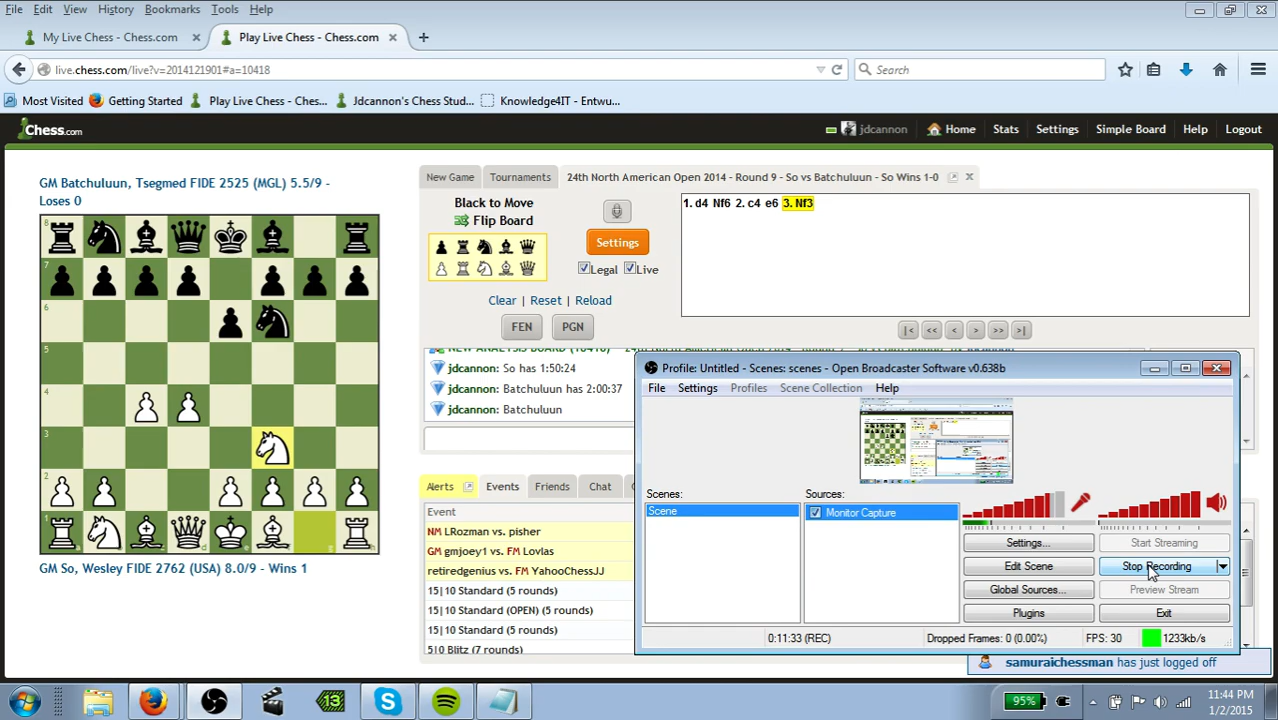 File Edit View History Bookmarks Tools Help
My Live Chess - Chess.com × Play Live Chess - Chess.com × +
live.chess.com/live?v=2014121901#a=10418 Search
Most Visited Getting Started Play Live Chess - Ches... Jdcannon's Chess Stud... Knowledge4IT - Entwu...
Chess.com jdcannon Home Stats Settings Simple Board Help Logout
GM Batchuluun, Tsegmed FIDE 2525 (MGL) 5.5/9 -
Loses 0
8
7
6
5
4
3
2
1
a b c d e f g h
GM So, Wesley FIDE 2762 (USA) 8.0/9 - Wins 1
New Game Tournaments 24th North American Open 2014 - Round 9 - So vs Batchuluun - So Wins 1-0
Black to Move
Flip Board
Settings
Legal Live
Clear | Reset | Reload
FEN PGN
1. d4 Nf6 2. c4 e6 3. Nf3
|< << < > >> >|
jdcannon: So has 1:50:24
jdcannon: Batchuluun has 2:00:37
jdcannon: Batchuluun
Alerts Events Friends Chat
Event
NM LRozman vs. pisher
GM gmjoey1 vs. FM Lovlas
retiredgenius vs. FM YahooChessJJ
15|10 Standard (5 rounds)
15|10 Standard (OPEN) (5 rounds)
15|10 Standard (5 rounds)
5|0 Blitz (7 rounds)
Profile: Untitled - Scenes: scenes - Open Broadcaster Software v0.638b
File Settings Profiles Scene Collection Help
Scenes: Sources:
Scene Monitor Capture
Settings... Start Streaming
Edit Scene Stop Recording
Global Sources... Preview Stream
Plugins Exit
0:11:33 (REC) Dropped Frames: 0 (0.00%) FPS: 30 1233kb/s
samuraichessman has just logged off
13 95% 11:44 PM
1/2/2015